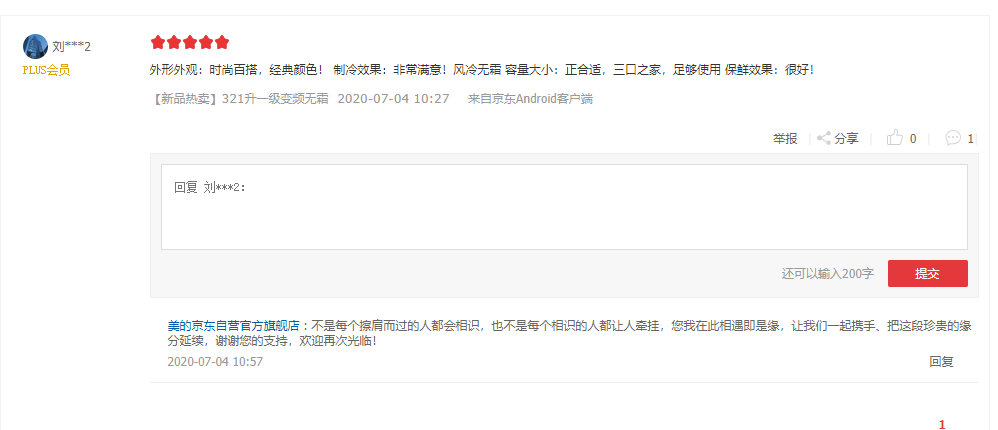 刘***2
PLUS会员
外形外观：时尚百搭，经典颜色！ 制冷效果：非常满意！风冷无霜 容量大小：正合适，三口之家，足够使用 保鲜效果：很好！
【新品热卖】321升一级变频无霜 2020-07-04 10:27 来自京东Android客户端
举报 分享 0 1
回复 刘***2：
还可以输入200字 提交
美的京东自营官方旗舰店：不是每个擦肩而过的人都会相识，也不是每个相识的人都让人牵挂，您我在此相遇即是缘，让我们一起携手、把这段珍贵的缘
分延续，谢谢您的支持，欢迎再次光临！
2020-07-04 10:57 回复
1